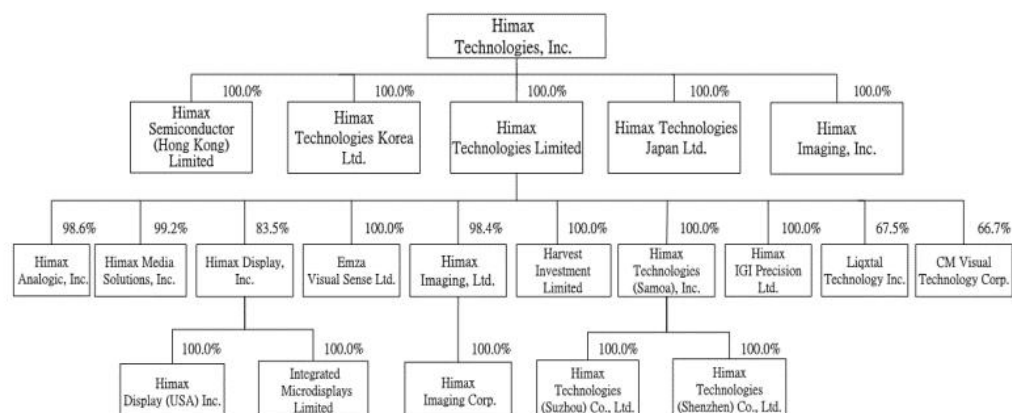 Himax
Technologies, Inc.
100.0%
100.0%
100.0%
100.0%
100.0%
Himax
Semiconductor
(Hong Kong)
Limited
Himax
Technologies Korea
Ltd.
Himax
Technologies Limited
Himax Technologies
Japan Ltd.
Himax
Imaging, Inc.
98.6%
99.2%
83.5%
100.0%
98.4%
100.0%
100.0%
100.0%
67.5%
66.7%
Himax
Analogic, Inc.
Himax Media
Solutions, Inc.
Himax Display,
Inc.
Emza
Visual Sense Ltd.
Himax
Imaging, Ltd.
Harvest
Investment
Limited
Himax
Technologies
(Samoa), Inc.
Himax
IGI Precision
Ltd.
Liqxtal
Technology Inc.
CM Visual
Technology Corp.
100.0%
100.0%
100.0%
100.0%
100.0%
Himax
Display (USA) Inc.
Integrated
Microdisplays
Limited
Himax
Imaging Corp.
Himax
Technologies
(Suzhou) Co., Ltd.
Himax
Technologies
(Shenzhen) Co., Ltd.